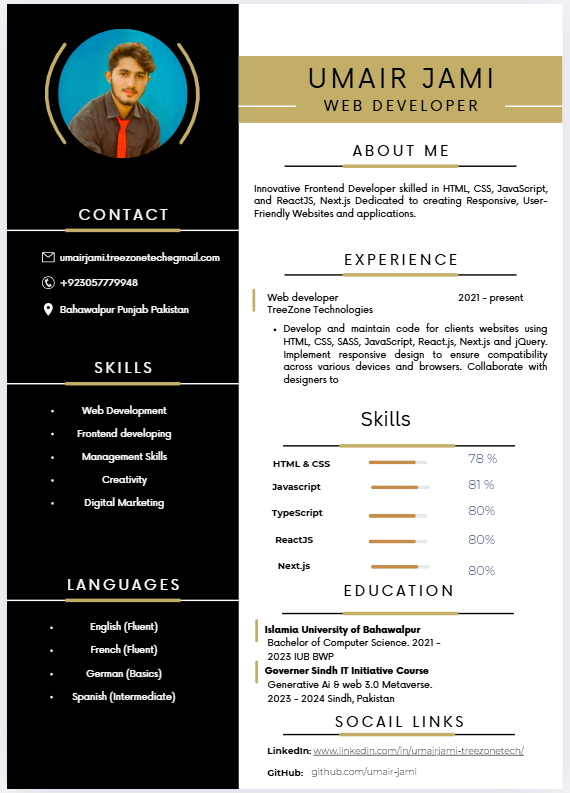 UMAIR JAMI
WEB DEVELOPER
CONTACT
umairjami.treezonetech@gmail.com
+923057779948
Bahawalpur Punjab Pakistan
SKILLS
• Web Development
• Frontend developing
• Management Skills
• Creativity
• Digital Marketing
LANGUAGES
• English (Fluent)
• French (Fluent)
• German (Basics)
• Spanish (Intermediate)
ABOUT ME
Innovative Frontend Developer skilled in HTML, CSS, JavaScript,
and ReactJS, Next.js Dedicated to creating Responsive, User-
Friendly Websites and applications.
EXPERIENCE
Web developer 2021 - present
TreeZone Technologies
• Develop and maintain code for clients websites using
HTML, CSS, SASS, JavaScript, React.js, Next.js and jQuery.
Implement responsive design to ensure compatibility
across various devices and browsers. Collaborate with
designers to
Skills
HTML & CSS 78 %
Javascript 81 %
TypeScript 80%
ReactJS 80%
Next.js 80%
EDUCATION
Islamia University of Bahawalpur
Bachelor of Computer Science. 2021 -
2023 IUB BWP
Governer Sindh IT Initiative Course
Generative Ai & web 3.0 Metaverse.
2023 - 2024 Sindh, Pakistan
SOCAIL LINKS
LinkedIn: www.linkedin.com/in/umairjami-treezonetech/
GitHub: github.com/umair-jami